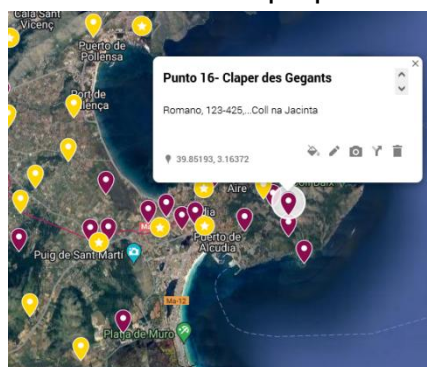 Cala Sant
Vicenç
Puerto de
Pollensa
Port de
Punto 16- Claper des Gegants
Romano, 123-425,...Coll na Jacinta
39.85193, 3.16372
Aire
Puerto de
Alcudia
Puig de Sant Martí
Ma-12
Platja de Muro